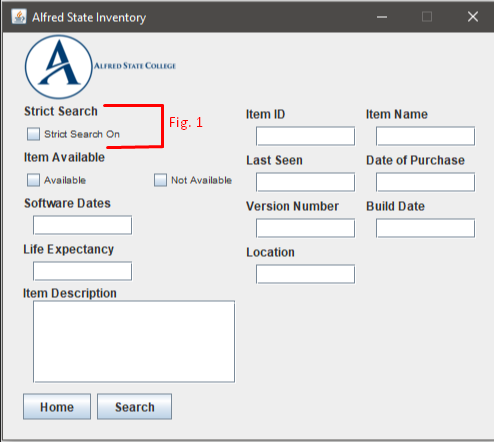 Alfred State Inventory
A ALFRED STATE COLLEGE
Strict Search
Strict Search On
Fig. 1
Item Available
Available
Not Available
Software Dates
Life Expectancy
Item Description
Item ID
Item Name
Last Seen
Date of Purchase
Version Number
Build Date
Location
Home
Search